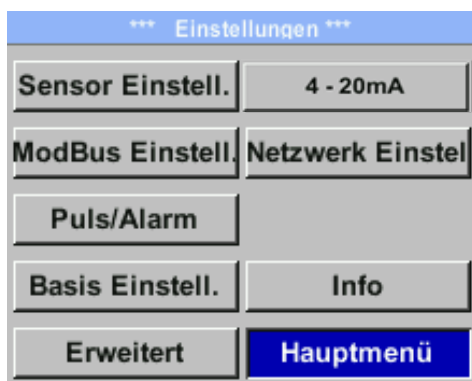 *** Einstellungen ***
Sensor Einstell.
4 - 20mA
ModBus Einstell.
Netzwerk Einstel
Puls/Alarm
Basis Einstell.
Info
Erweitert
Hauptmenü